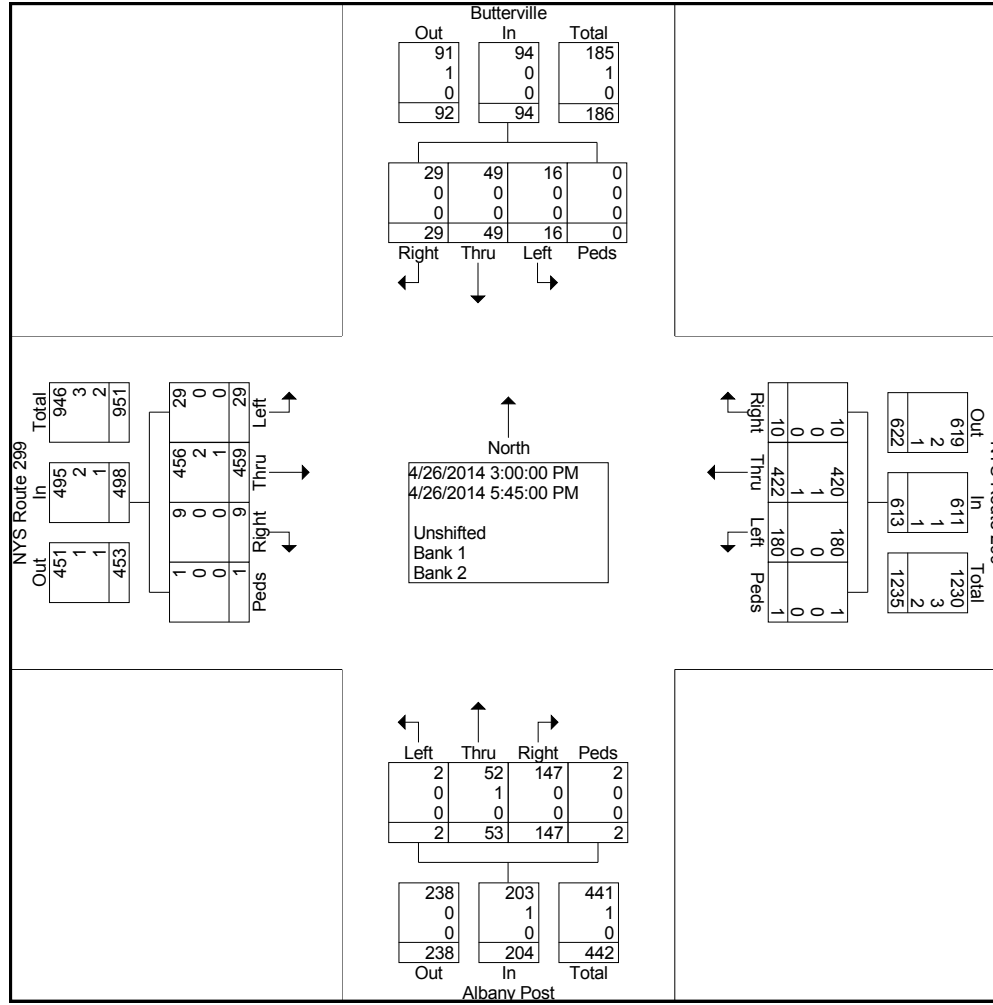 Butterville
Out In Total
91 94 185
1 0 1
0 0 0
92 94 186
29 49 16 0
0 0 0 0
0 0 0 0
29 49 16 0
Right Thru Left Peds
NYS Route 299
Total In Out
946 495 451
3 2 1
2 1 1
951 498 453
Left Thru Right Peds
29 456 9 1
0 2 0 0
0 1 0 0
29 459 9 1
North
4/26/2014 3:00:00 PM
4/26/2014 5:45:00 PM
Unshifted
Bank 1
Bank 2
Right Thru Left Peds
10 420 180 1
0 1 0 0
0 1 0 0
10 422 180 1
Out In Total
619 611 1230
2 1 3
1 1 2
622 613 1235
Left Thru Right Peds
2 52 147 2
0 1 0 0
0 0 0 0
2 53 147 2
238 203 441
0 1 1
0 0 0
238 204 442
Out In Total
Albany Post